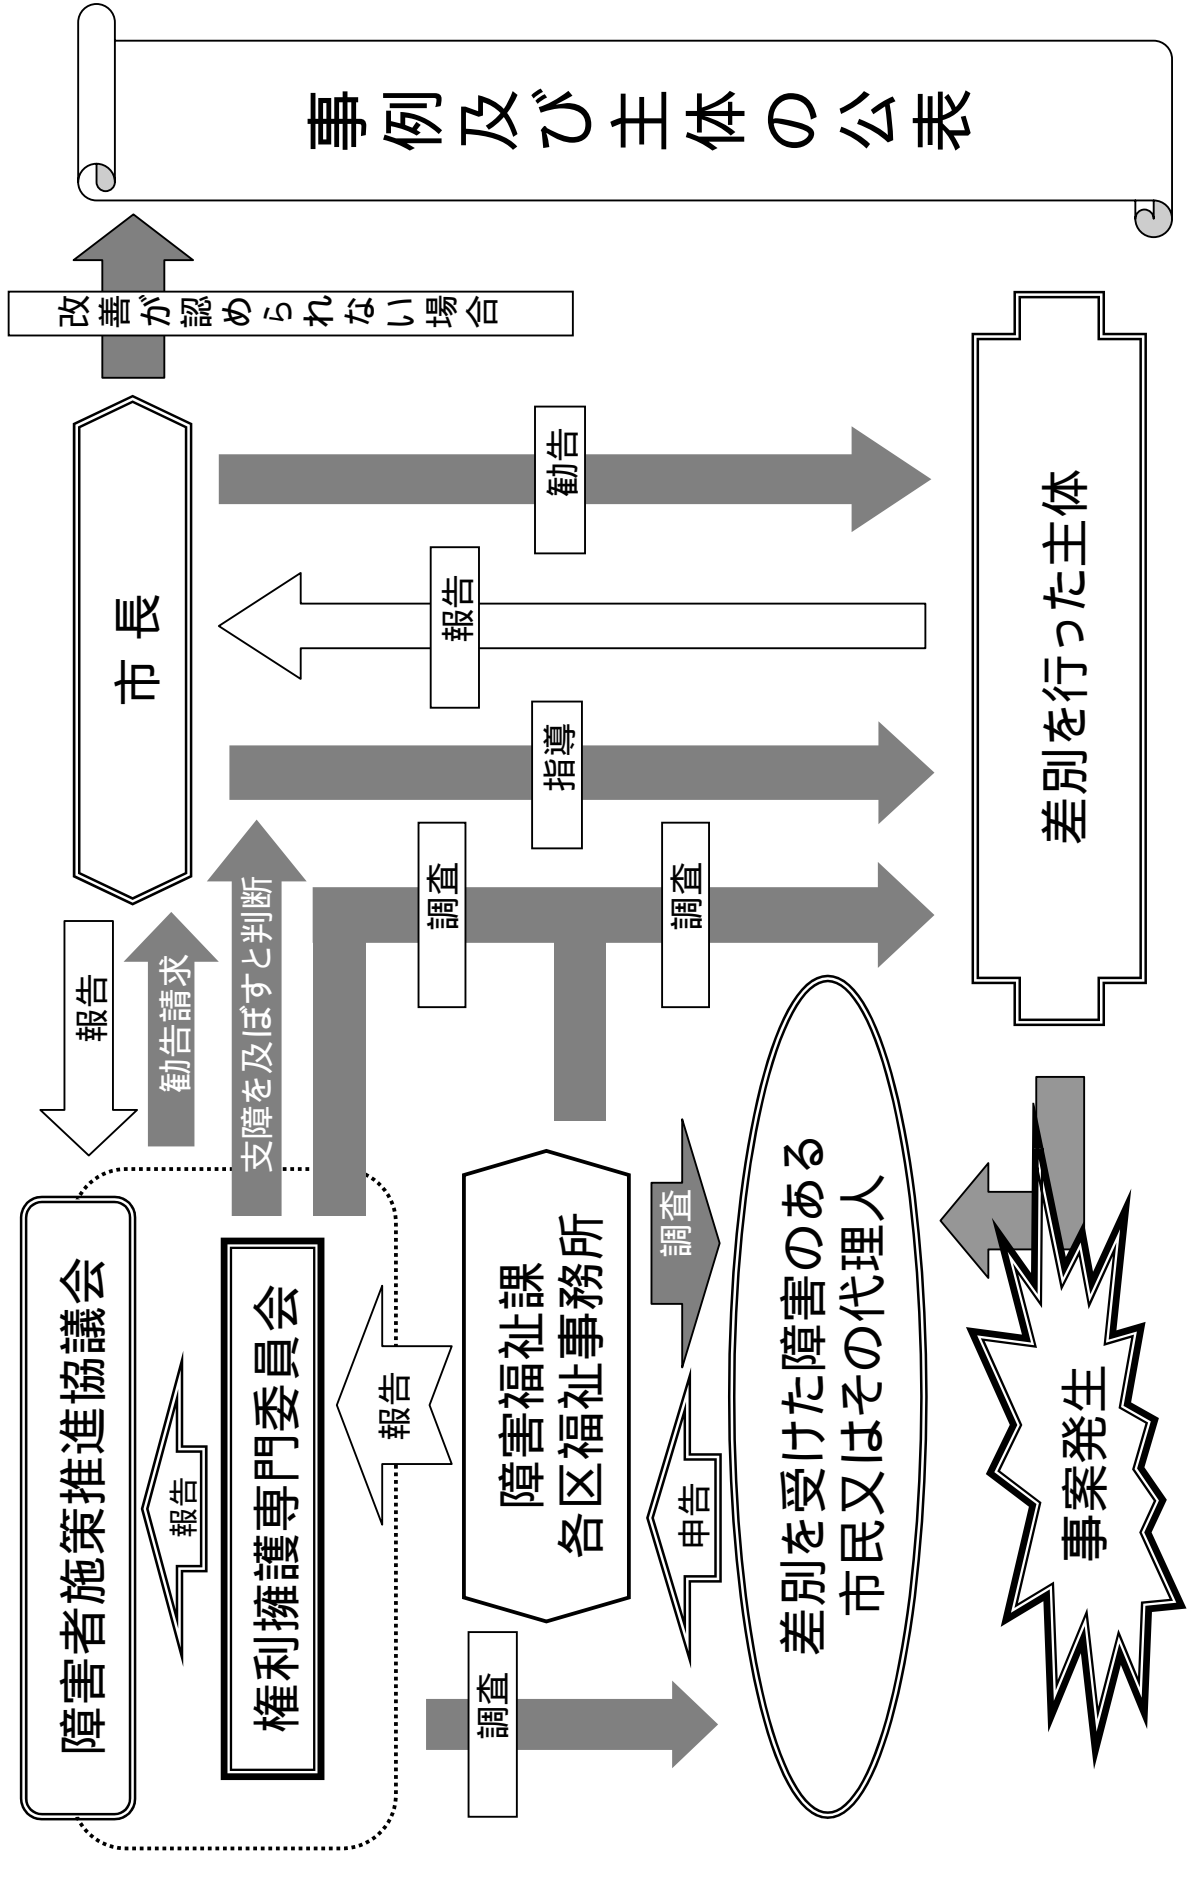 障害者施策推進協議会
報告
権利擁護専門委員会
報告
障害福祉課
各区福祉事務所
調査
申告
調査
差別を受けた障害のある
市民又はその代理人
事案発生
報告
勧告請求
支障を及ぼすと判断
調査
調査
市長
指導
報告
勧告
差別を行った主体
改善が認められない場合
事例及び主体の公表